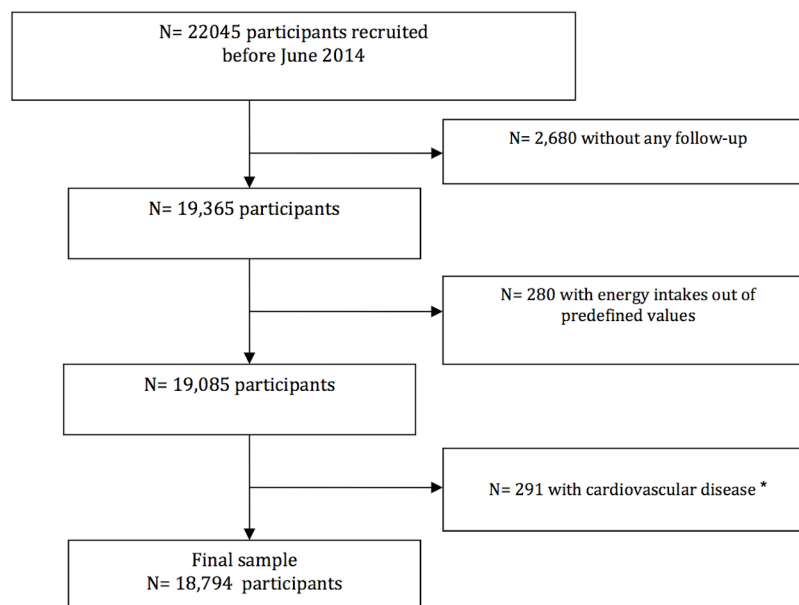 N= 22045 participants recruited
before June 2014
N= 2,680 without any follow-up
N= 19,365 participants
N= 280 with energy intakes out of
predefined values
N= 19,085 participants
N= 291 with cardiovascular disease *
Final sample
N= 18,794 participants